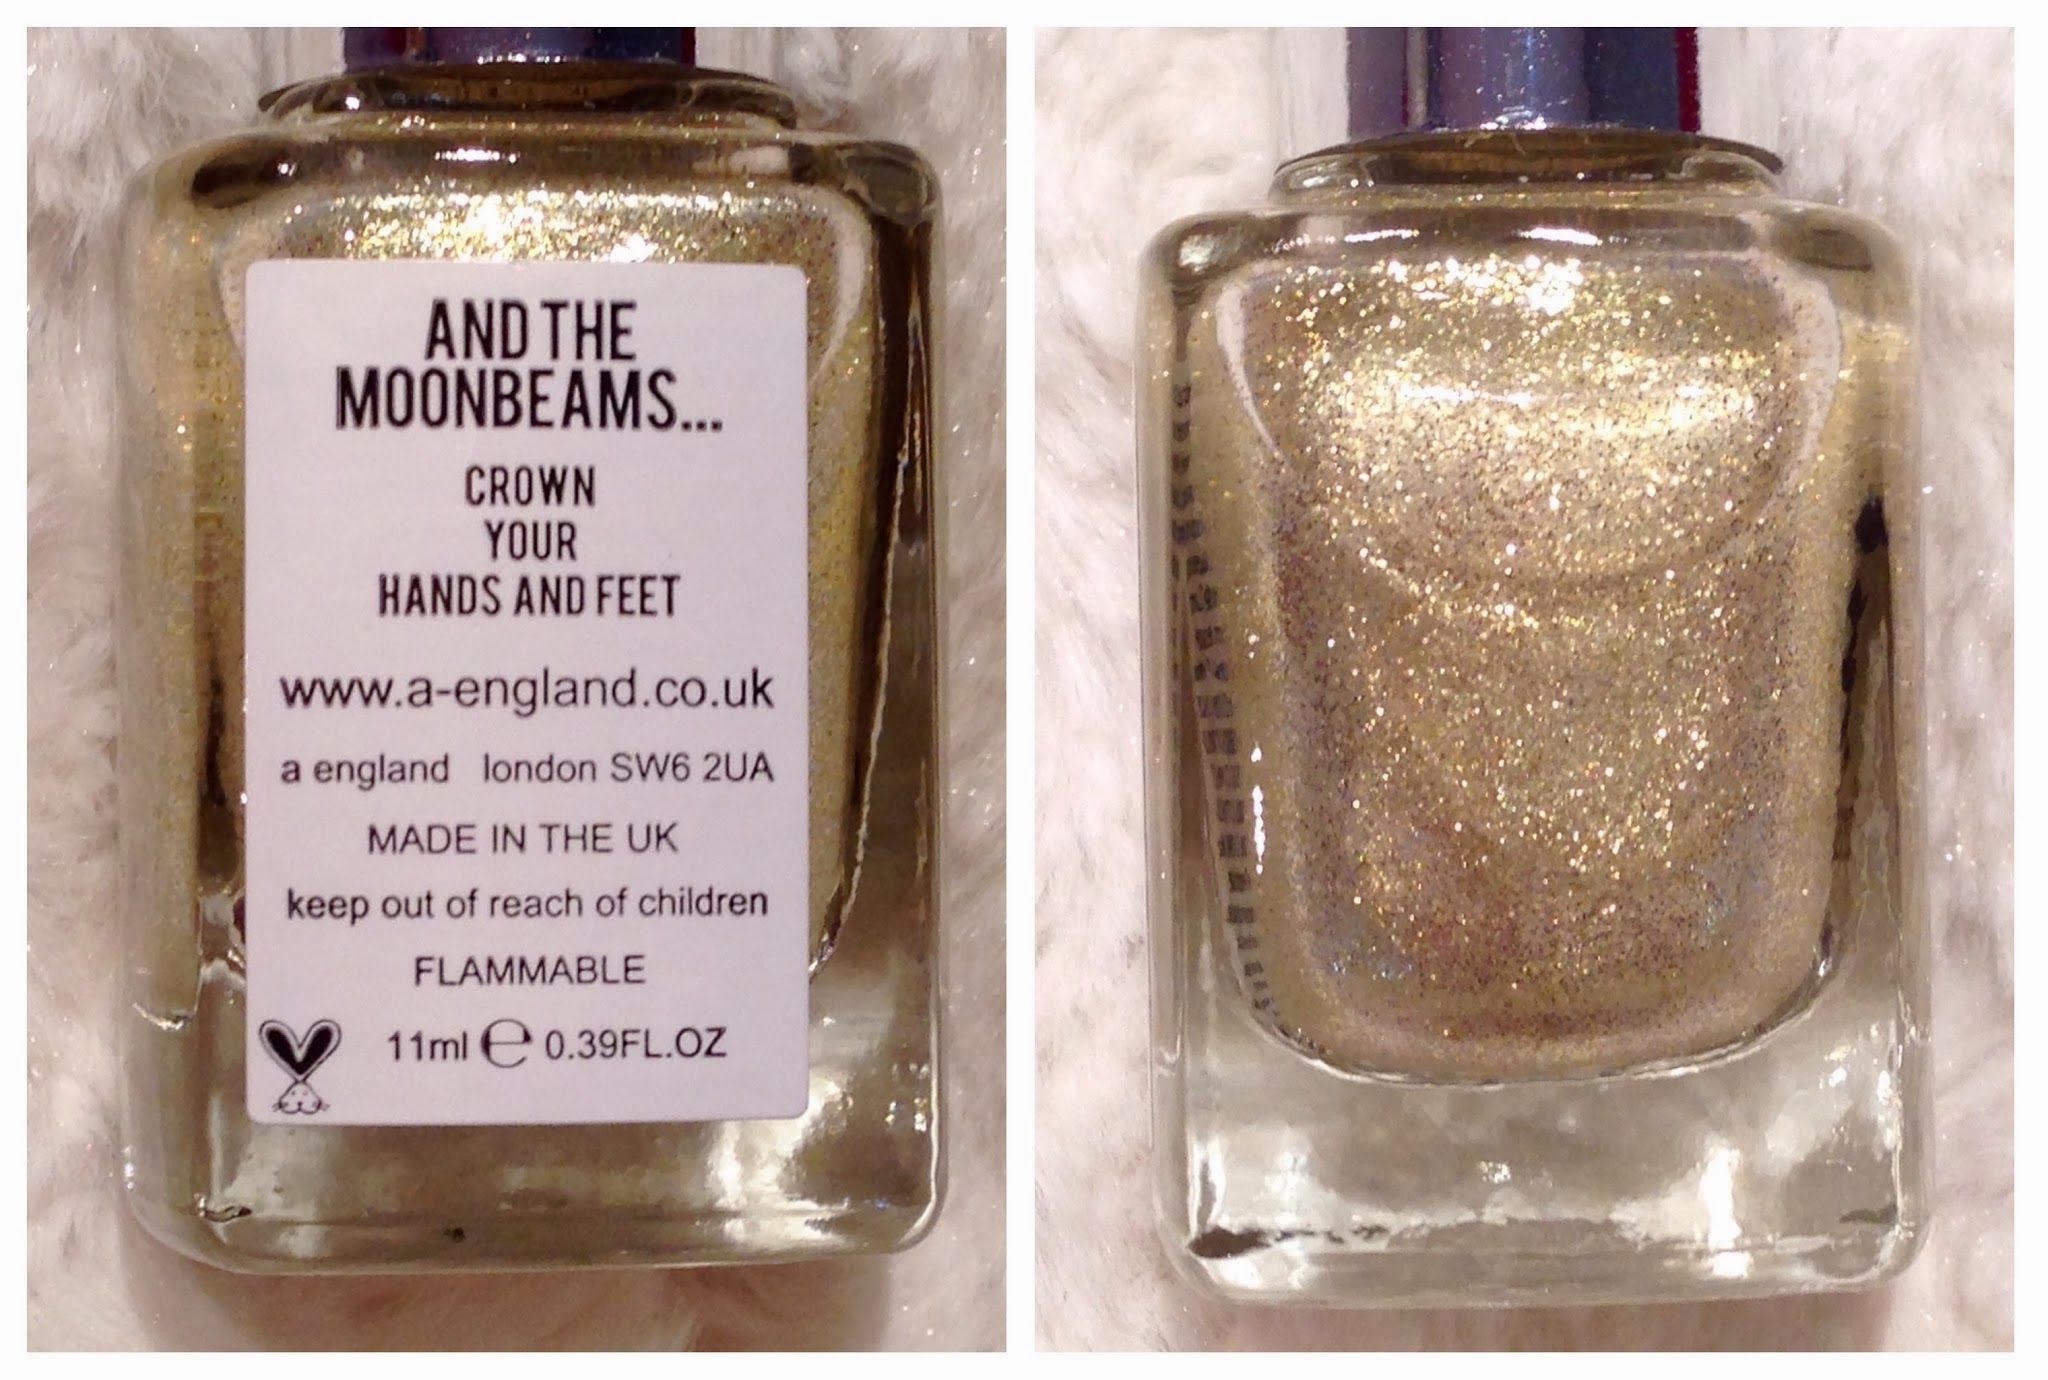 AND THE
MOONBEAMS...
CROWN
YOUR
HANDS AND FEET
www.a-england.co.uk
a england london SW6 2UA
MADE IN THE UK
keep out of reach of children
FLAMMABLE
11ml ℮ 0.39FL.OZ